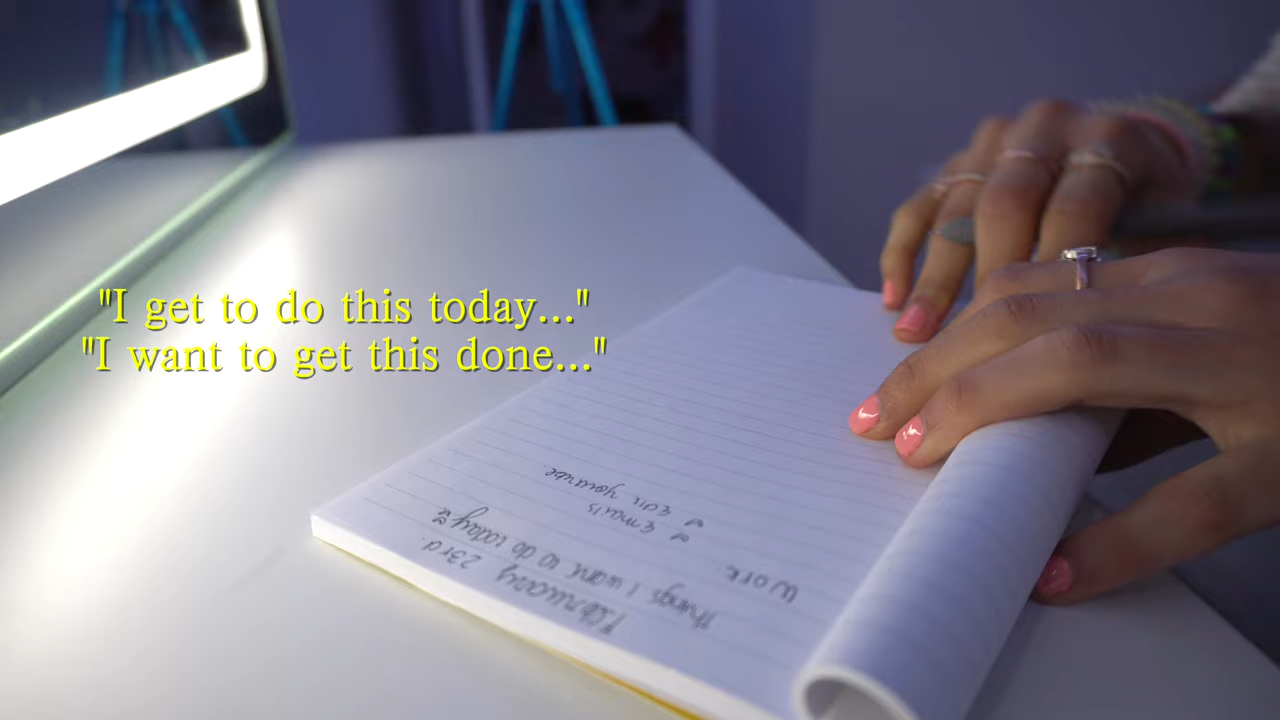 "I get to do this today..."
"I want to get this done..."
February 23rd.
Things I want to do today:
Work
Emails
Edit youtube.